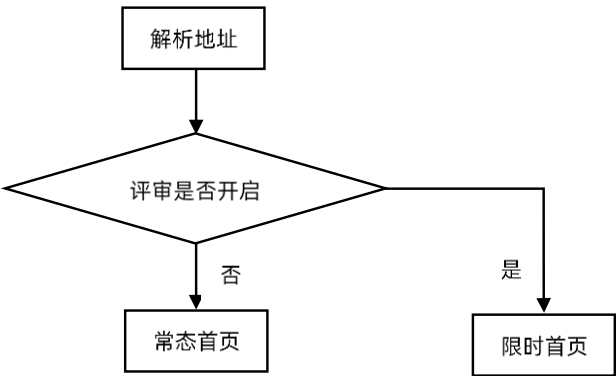 解析地址
评审是否开启
否
是
常态首页
限时首页